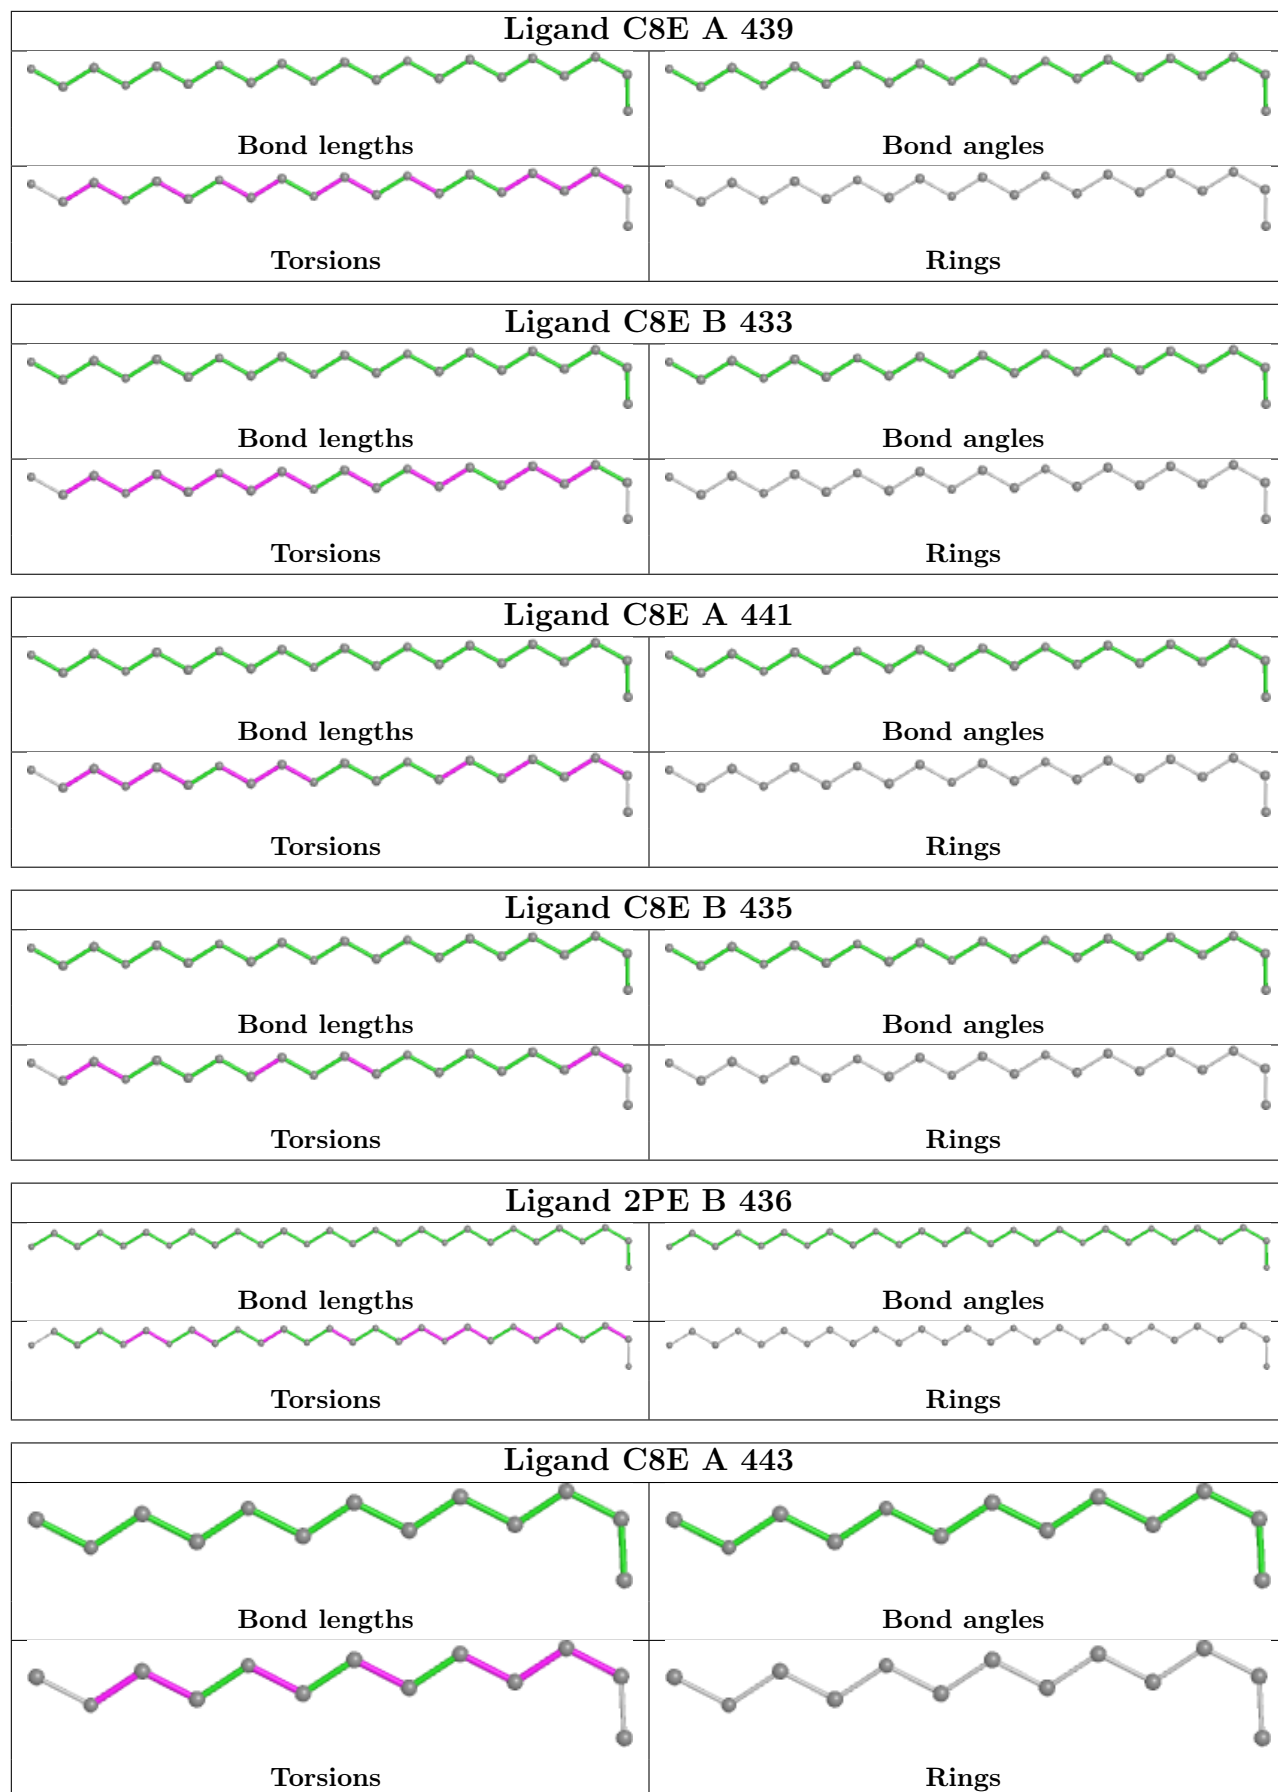 Ligand C8E A 439
Bond lengths
Bond angles
Torsions
Rings
Ligand C8E B 433
Bond lengths
Bond angles
Torsions
Rings
Ligand C8E A 441
Bond lengths
Bond angles
Torsions
Rings
Ligand C8E B 435
Bond lengths
Bond angles
Torsions
Rings
Ligand 2PE B 436
Bond lengths
Bond angles
Torsions
Rings
Ligand C8E A 443
Bond lengths
Bond angles
Torsions
Rings